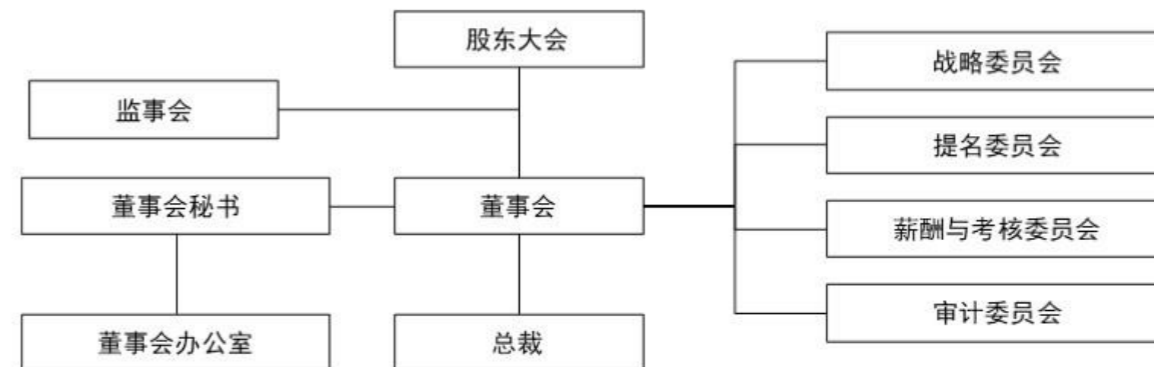 股东大会
监事会
董事会秘书
董事会
董事会办公室
总裁
战略委员会
提名委员会
薪酬与考核委员会
审计委员会